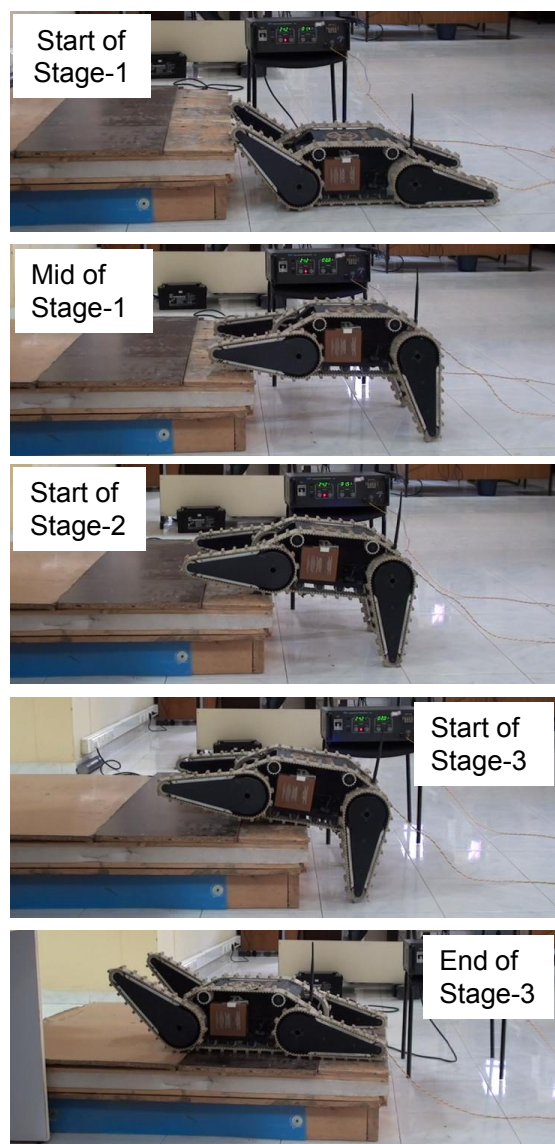 Start of
Stage-1
Mid of
Stage-1
Start of
Stage-2
Start of
Stage-3
End of
Stage-3